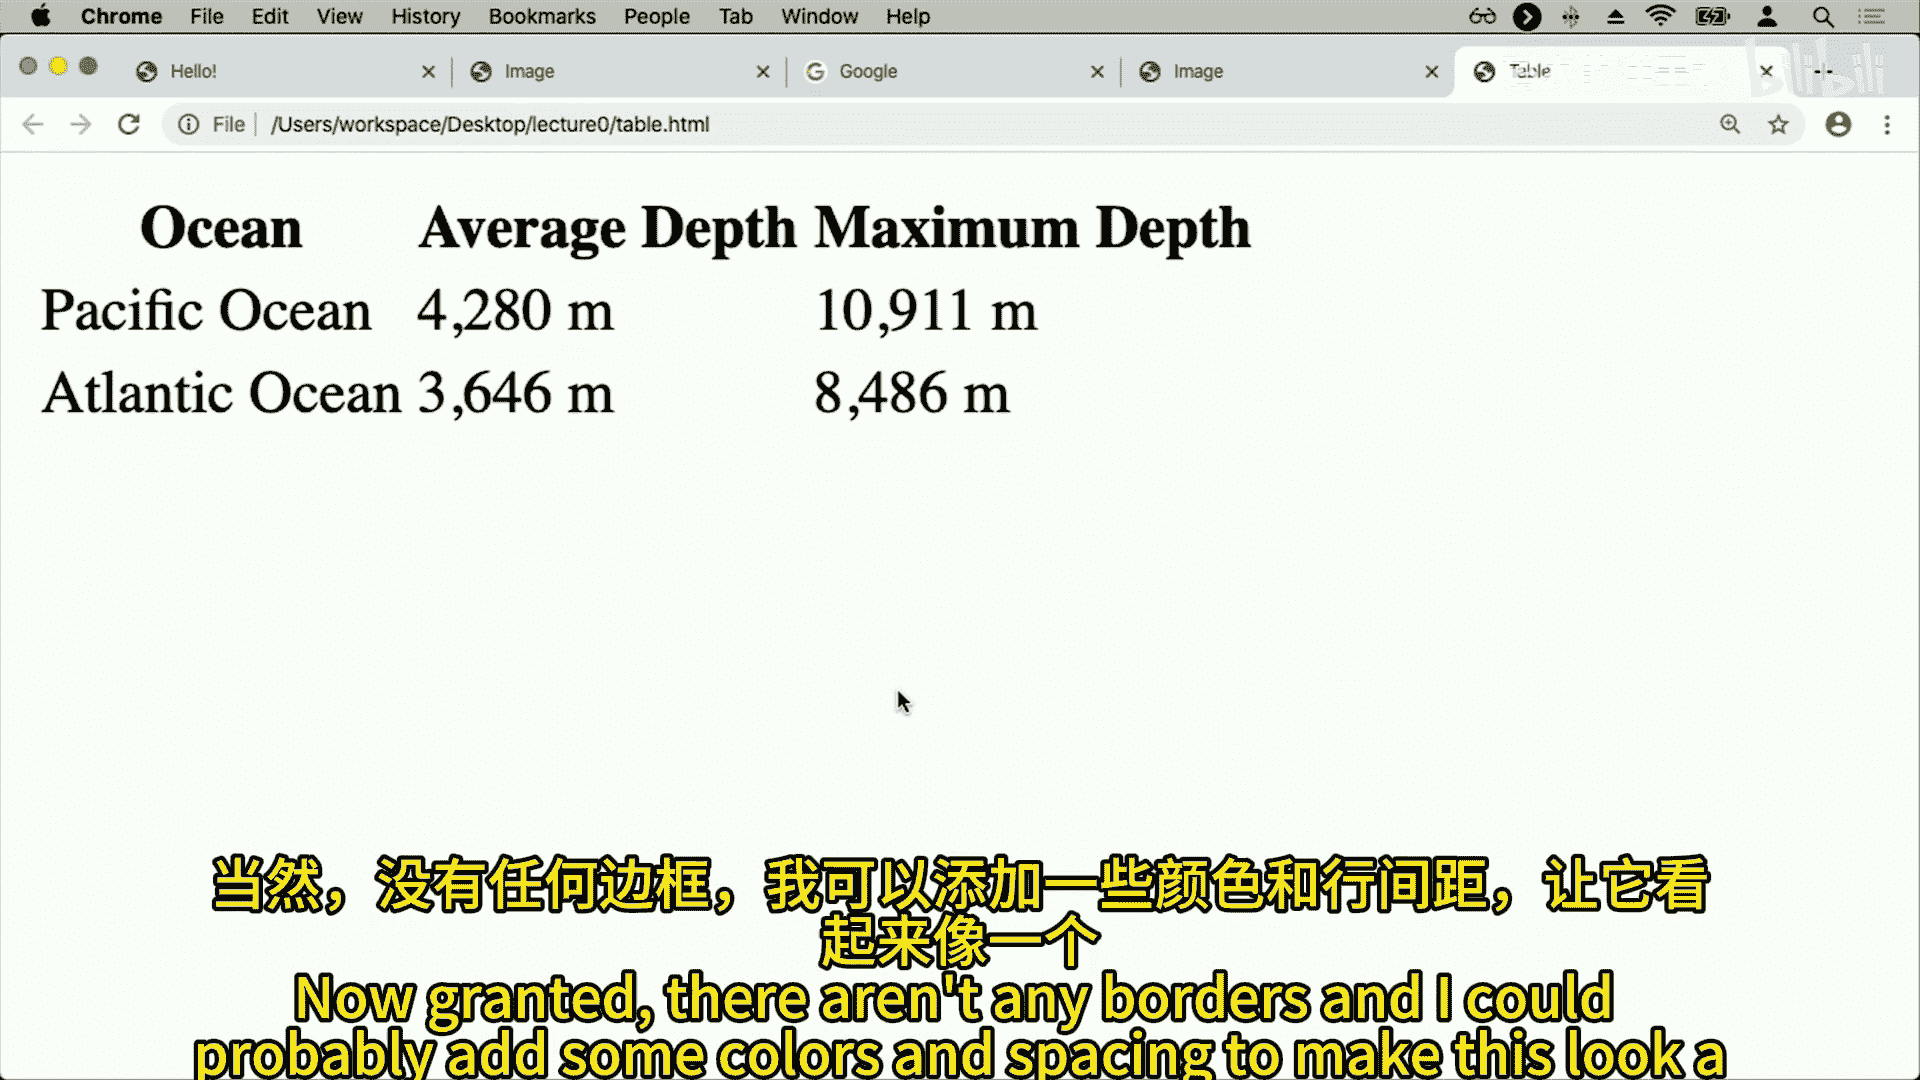 Chrome File Edit View History Bookmarks People Tab Window Help
Hello! Image Google Image Table
bilibili
File /Users/workspace/Desktop/lecture0/table.html
Ocean Average Depth Maximum Depth
Pacific Ocean 4,280 m 10,911 m
Atlantic Ocean 3,646 m 8,486 m
当然，没有任何边框，我可以添加一些颜色和行间距，让它看
起来像一个
Now granted, there aren't any borders and I could
probably add some colors and spacing to make this look a